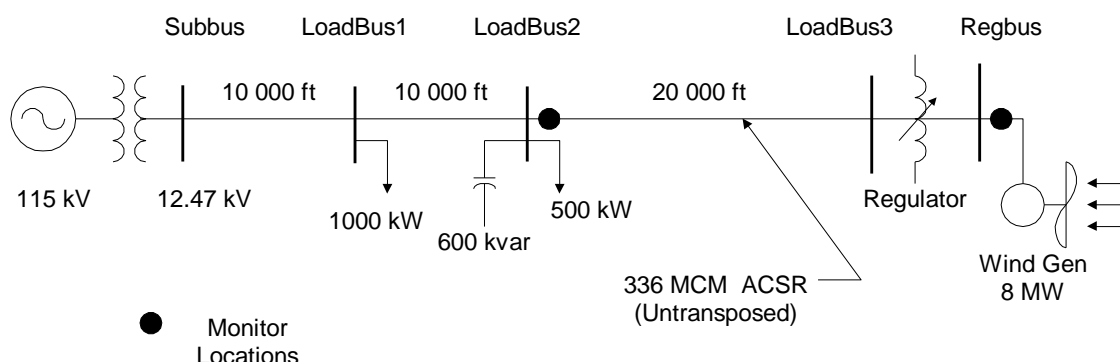 Subbus LoadBus1 LoadBus2 LoadBus3 Regbus
10 000 ft 10 000 ft 20 000 ft
115 kV 12.47 kV
1000 kW
600 kvar
500 kW
Regulator
336 MCM ACSR
(Untransposed)
Wind Gen
8 MW
Monitor
Locations